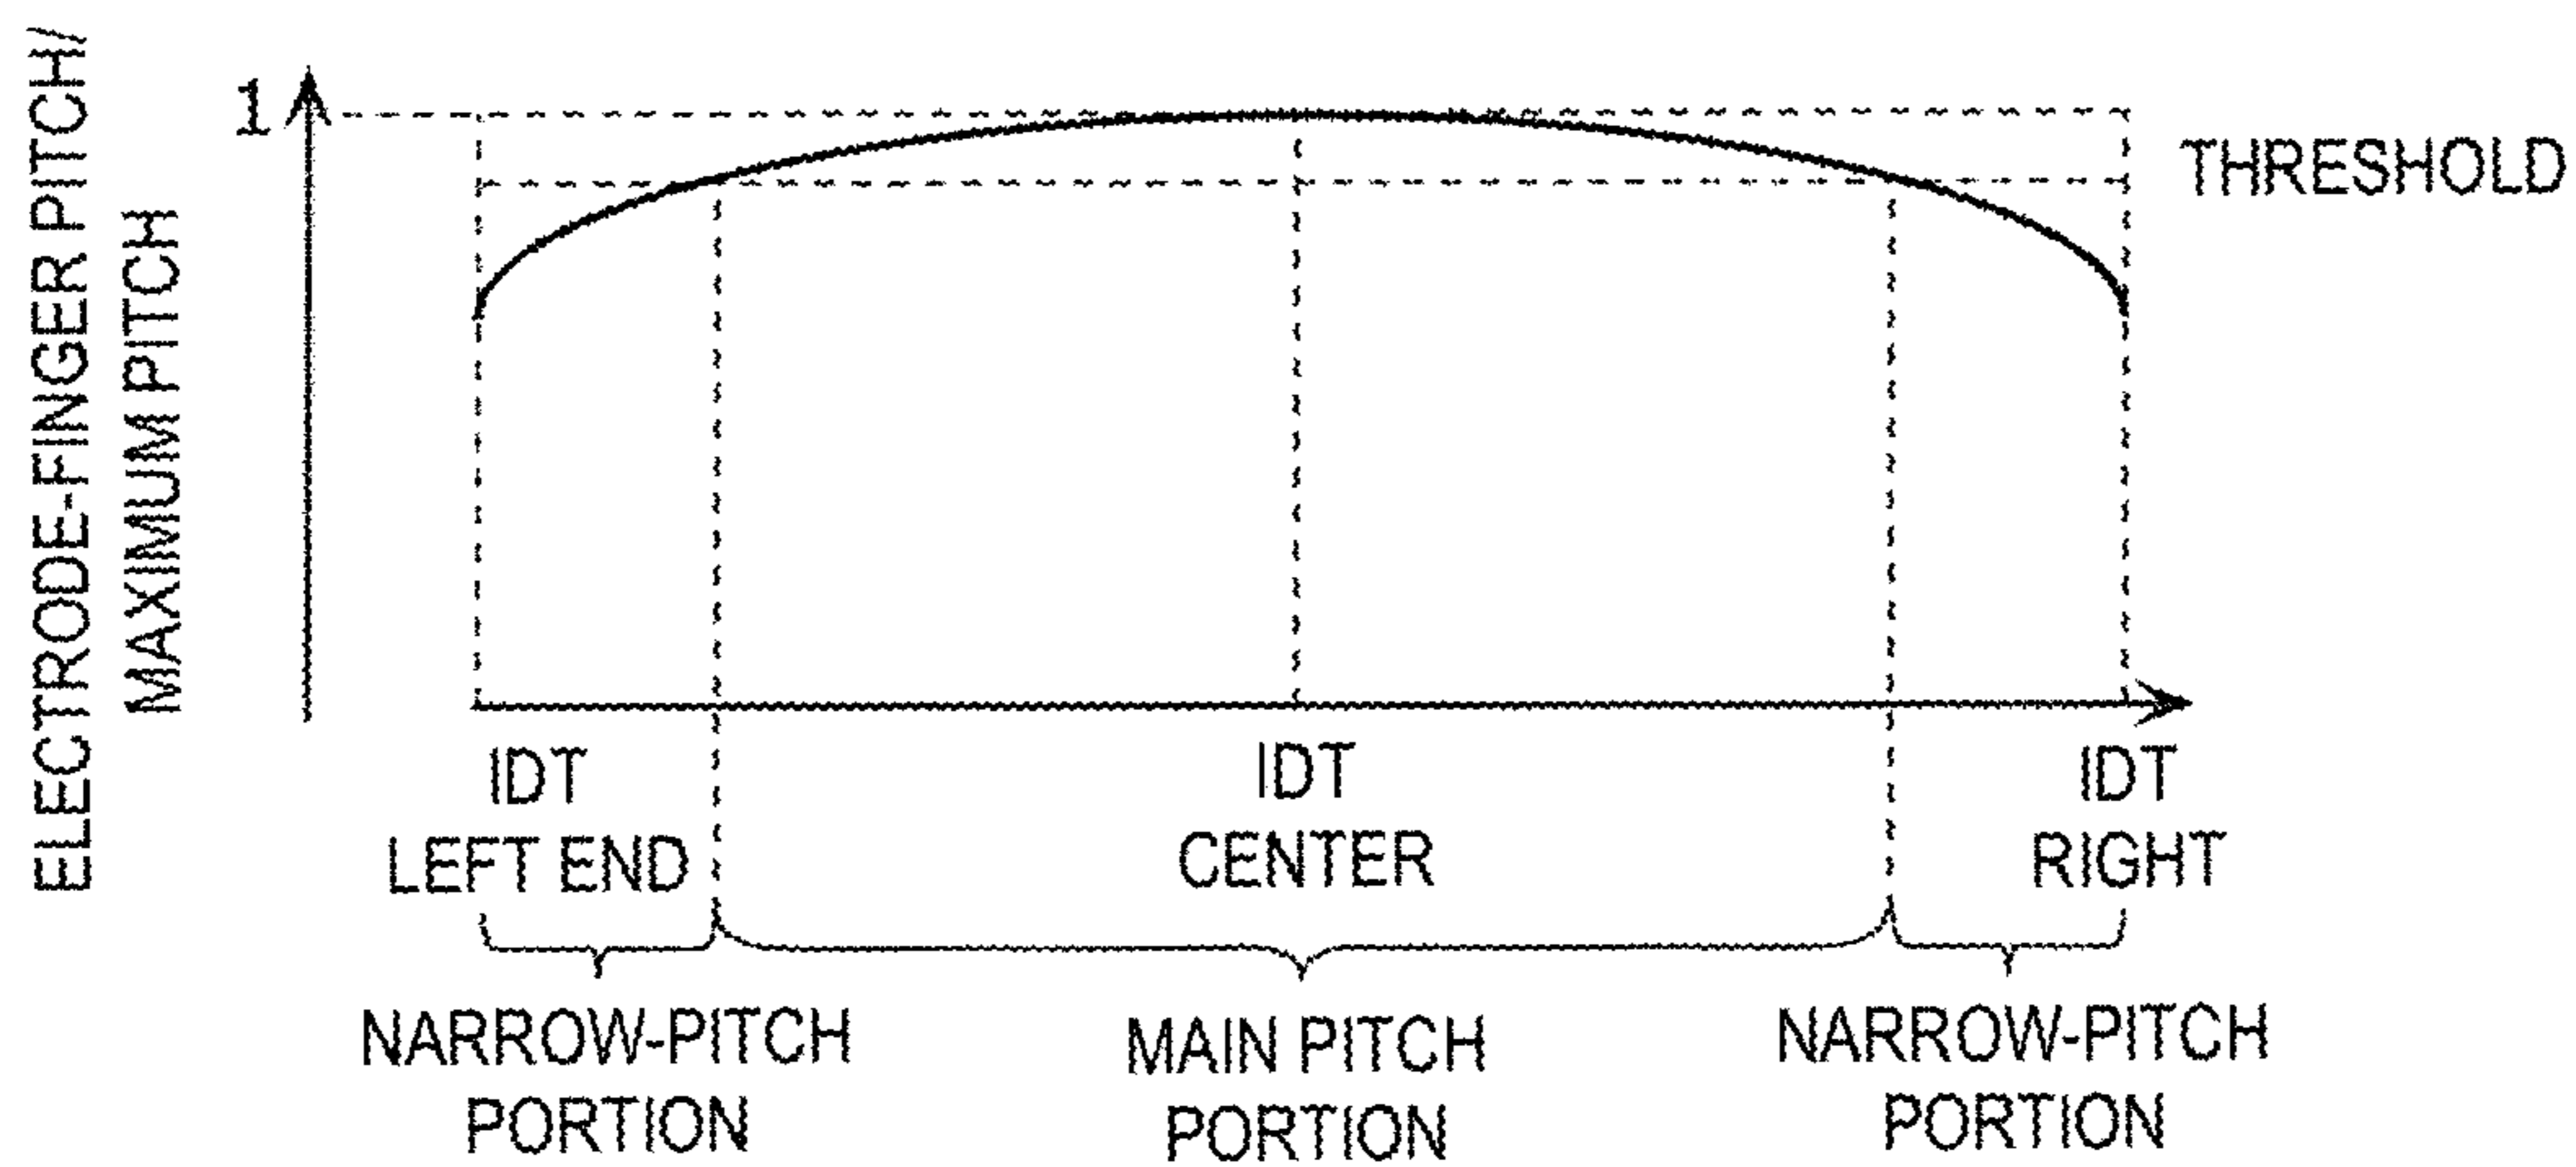 ELECTRODE-FINGER PITCH/
MAXIMUM PITCH
1
THRESHOLD
IDT
LEFT END
IDT
CENTER
IDT
RIGHT
NARROW-PITCH
PORTION
MAIN PITCH
PORTION
NARROW-PITCH
PORTION